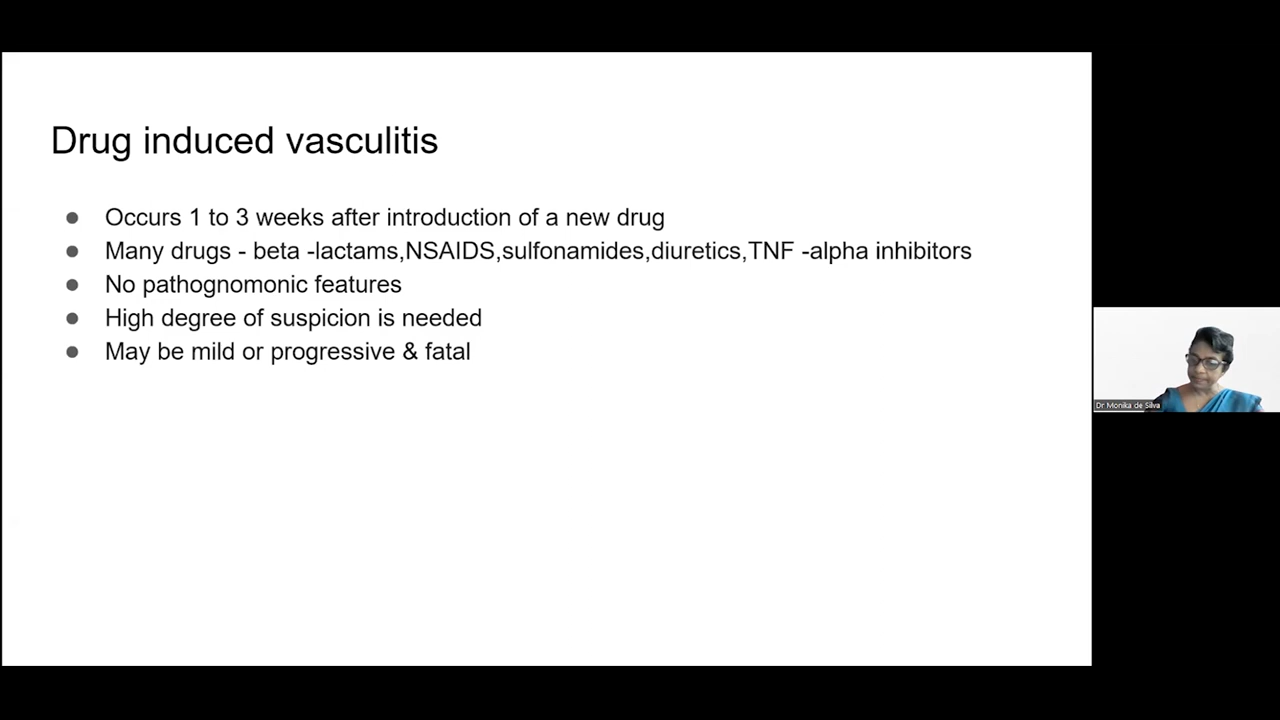 Drug induced vasculitis
● Occurs 1 to 3 weeks after introduction of a new drug
● Many drugs - beta -lactams,NSAIDS,sulfonamides,diuretics,TNF -alpha inhibitors
● No pathognomonic features
● High degree of suspicion is needed
● May be mild or progressive & fatal
Dr Monika de Silva